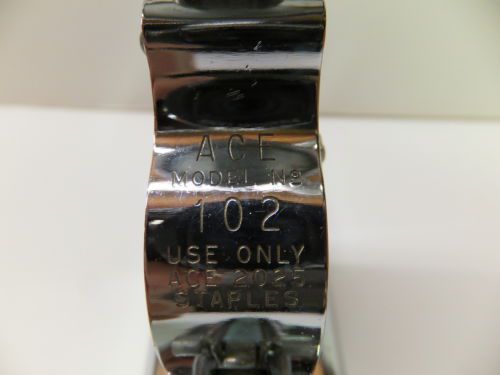 ACE
MODEL Nº
102
USE ONLY
ACE 2025
STAPLES